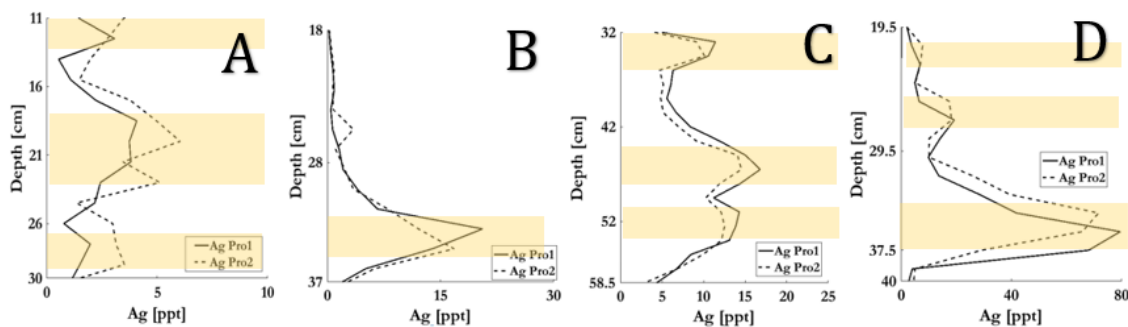 A
Depth [cm]
11
16
21
26
30
0
5
10
Ag [ppt]
Ag Pro1
Ag Pro2
B
Depth [cm]
18
28
37
0
15
30
Ag [ppt]
Ag Pro1
Ag Pro2
C
Depth [cm]
32
42
52
58.5
0
5
10
15
20
25
Ag [ppt]
Ag Pro1
Ag Pro2
D
Depth [cm]
19.5
29.5
37.5
40
0
40
80
Ag [ppt]
Ag Pro1
Ag Pro2